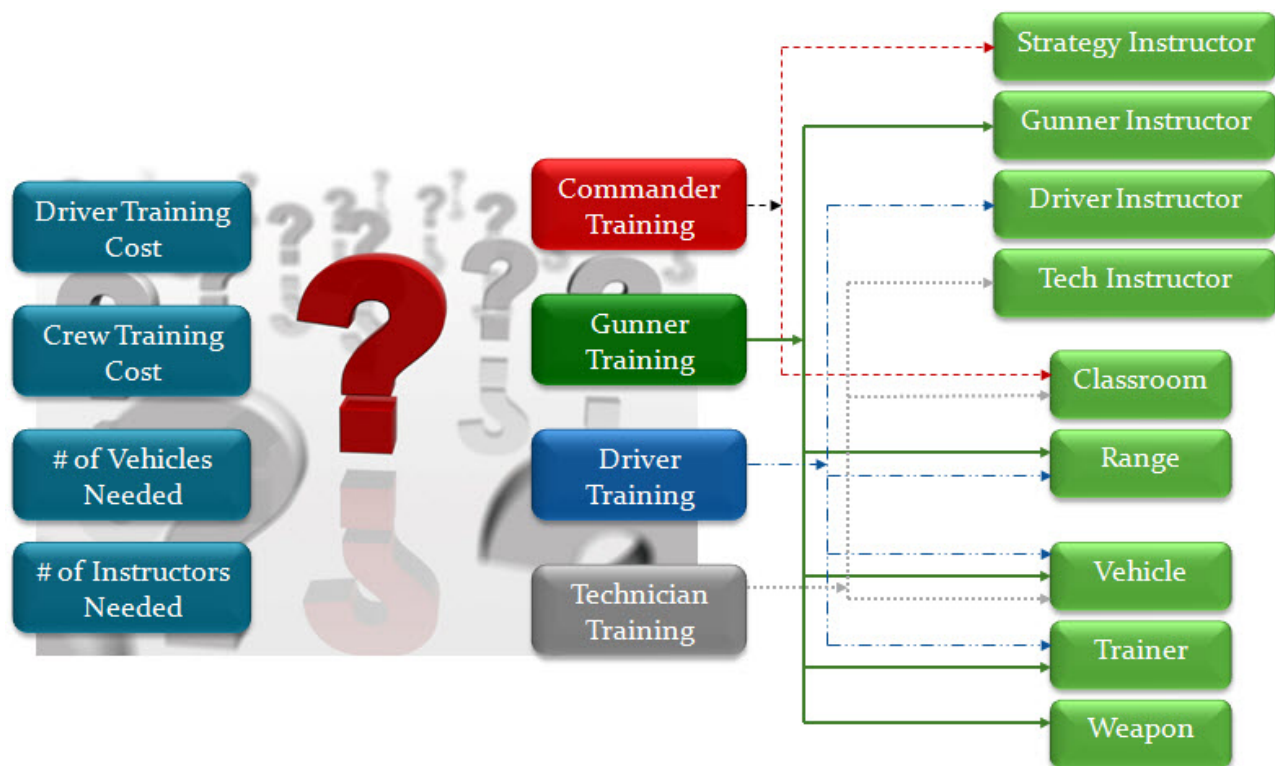 Driver Training
Cost
Crew Training
Cost
# of Vehicles
Needed
# of Instructors
Needed
Commander
Training
Gunner
Training
Driver
Training
Technician
Training
Strategy Instructor
Gunner Instructor
Driver Instructor
Tech Instructor
Classroom
Range
Vehicle
Trainer
Weapon